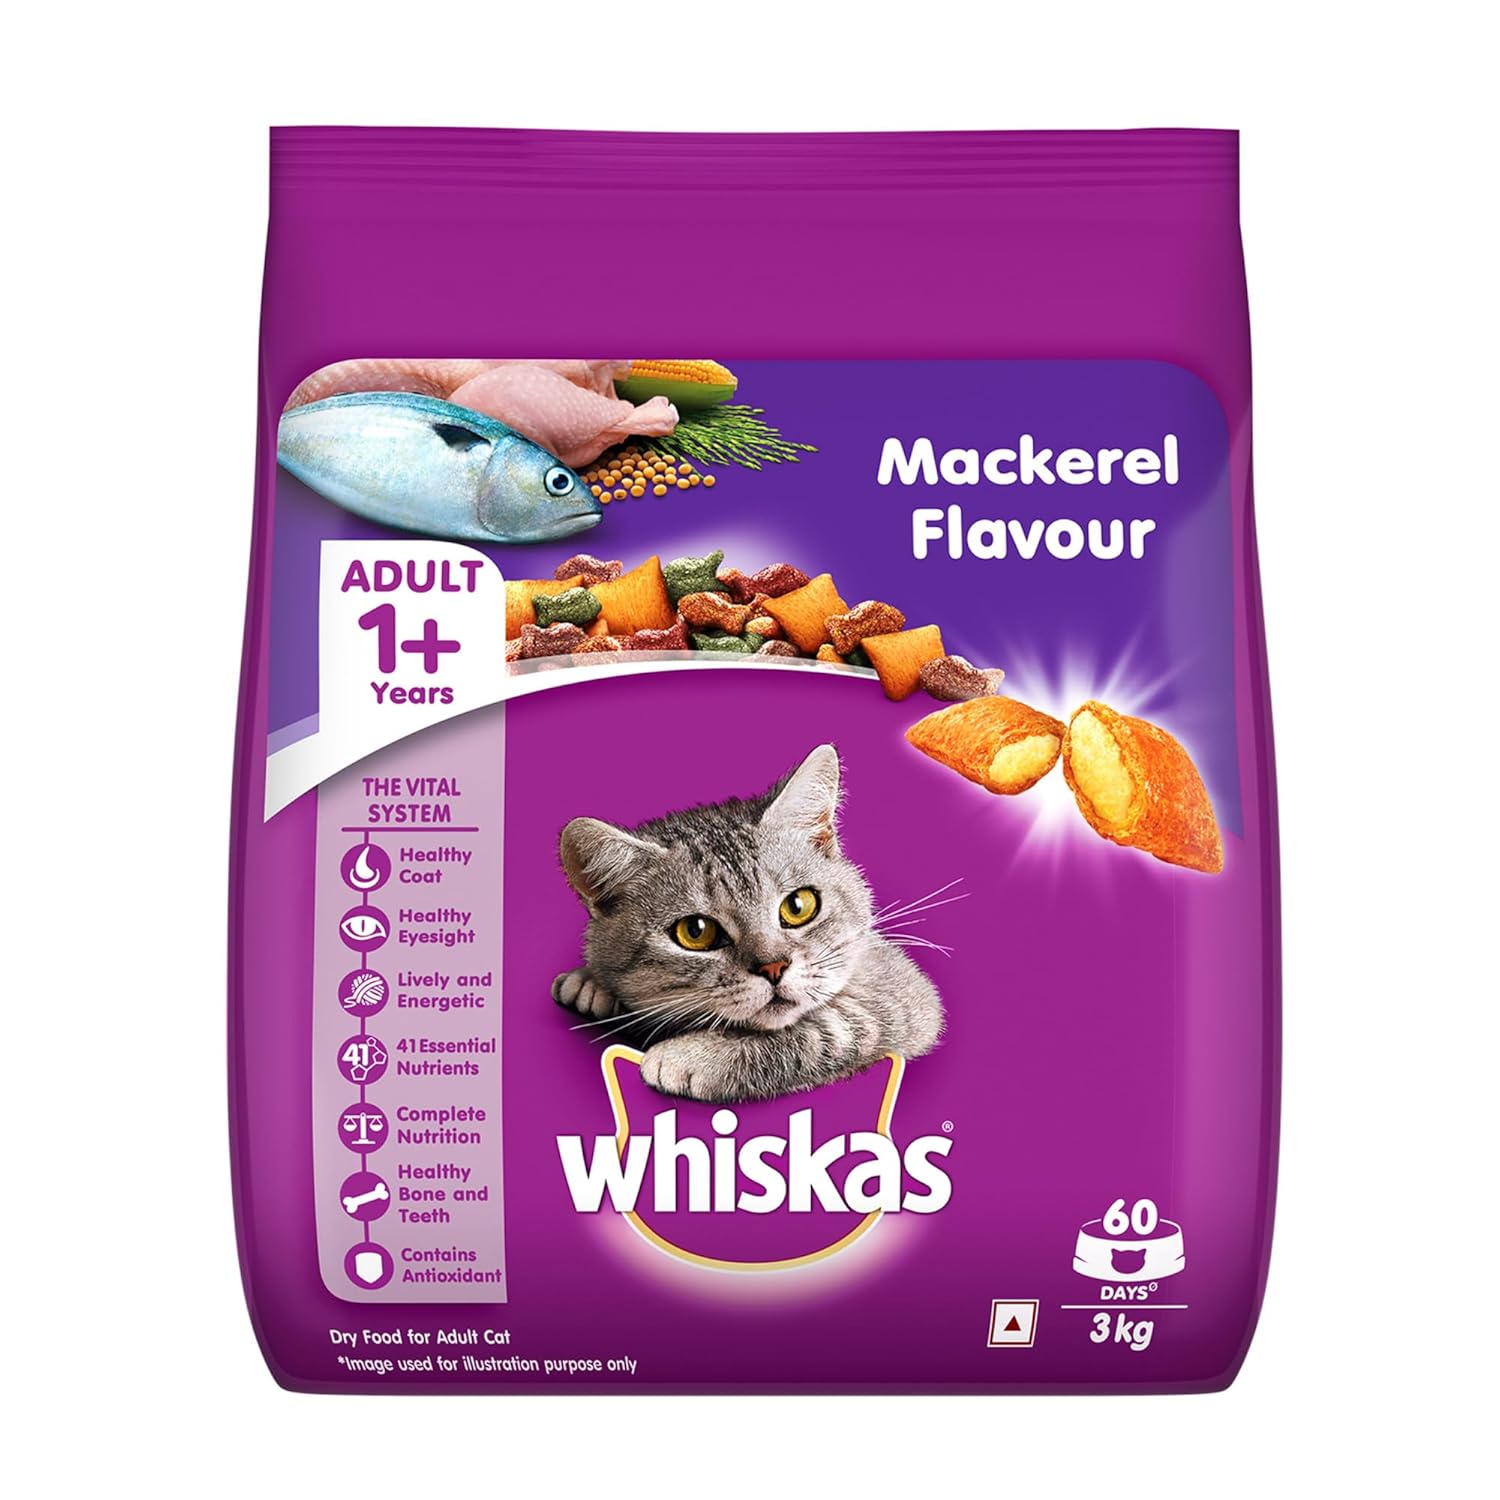 Mackerel
Flavour
ADULT
1+
Years
THE VITAL
SYSTEM
Healthy
Coat
Healthy
Eyesight
Lively and
Energetic
41
41 Essential
Nutrients
Complete
Nutrition
Healthy
Bone and
Teeth
Contains
Antioxidant
whiskas®
60
DAYSØ
3kg
Dry Food for Adult Cat
*Image used for illustration purpose only